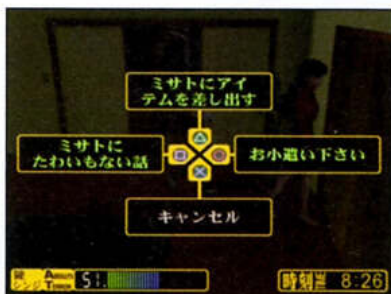 ミサトにアイ
テムを差し出す
ミサトに
たわいもない話
お小遣い下さい
キャンセル
51.
時刻 8:26